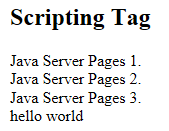 Scripting Tag
Java Server Pages 1.
Java Server Pages 2.
Java Server Pages 3.
hello world